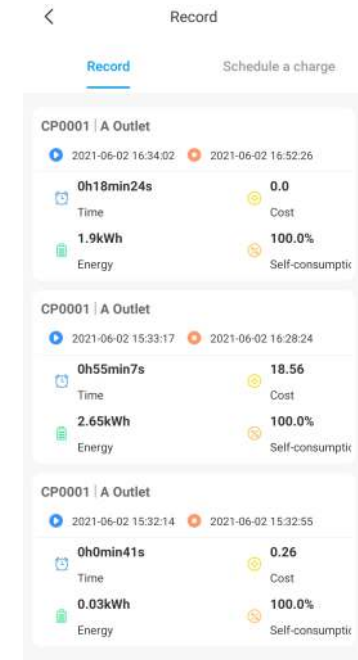 Record
Record Schedule a charge
CP0001 | A Outlet
2021-06-02 16:34:02 2021-06-02 16:52:26
0h18min24s 0.0
Time Cost
1.9kWh 100.0%
Energy Self-consumptic
CP0001 | A Outlet
2021-06-02 15:33:17 2021-06-02 16:28:24
0h55min7s 18.56
Time Cost
2.65kWh 100.0%
Energy Self-consumptic
CP0001 | A Outlet
2021-06-02 15:32:14 2021-06-02 15:32:55
0h0min41s 0.26
Time Cost
0.03kWh 100.0%
Energy Self-consumptic